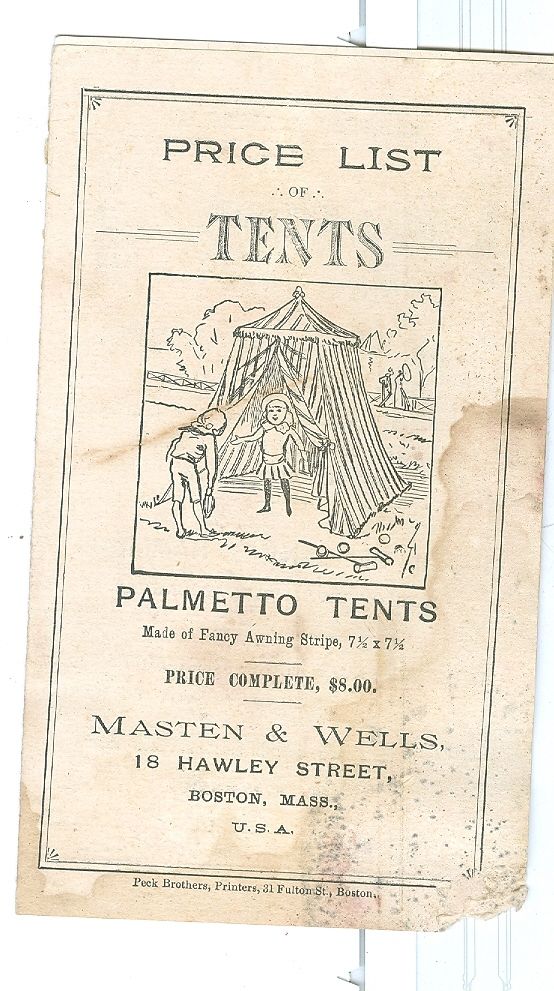 PRICE LIST
∴ OF ∴
TENTS
PALMETTO TENTS
Made of Fancy Awning Stripe, 7½ x 7½
PRICE COMPLETE, $8.00.
MASTEN & WELLS,
18 HAWLEY STREET,
BOSTON, MASS.,
U.S.A.
Peck Brothers, Printers, 31 Fulton St., Boston.